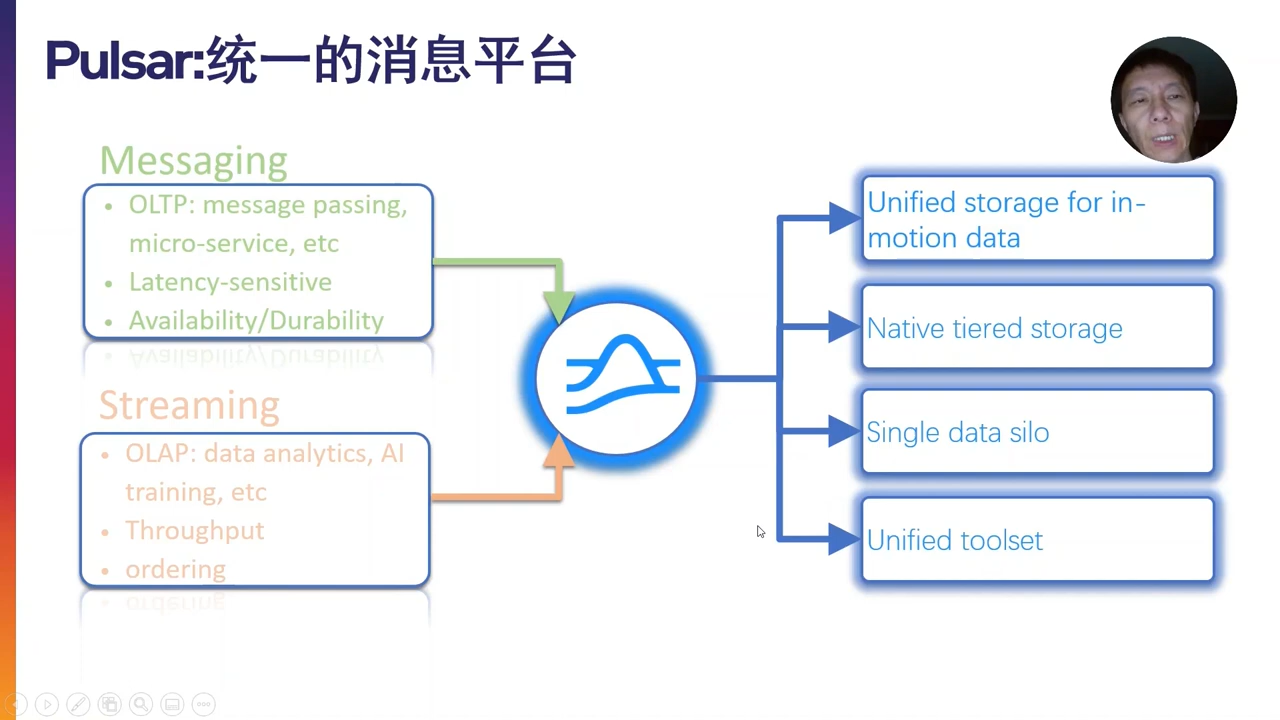 Pulsar:统一的消息平台
Messaging
• OLTP: message passing,
micro-service, etc
• Latency-sensitive
• Availability/Durability
Streaming
• OLAP: data analytics, AI
training, etc
• Throughput
• ordering
Unified storage for in-
motion data
Native tiered storage
Single data silo
Unified toolset